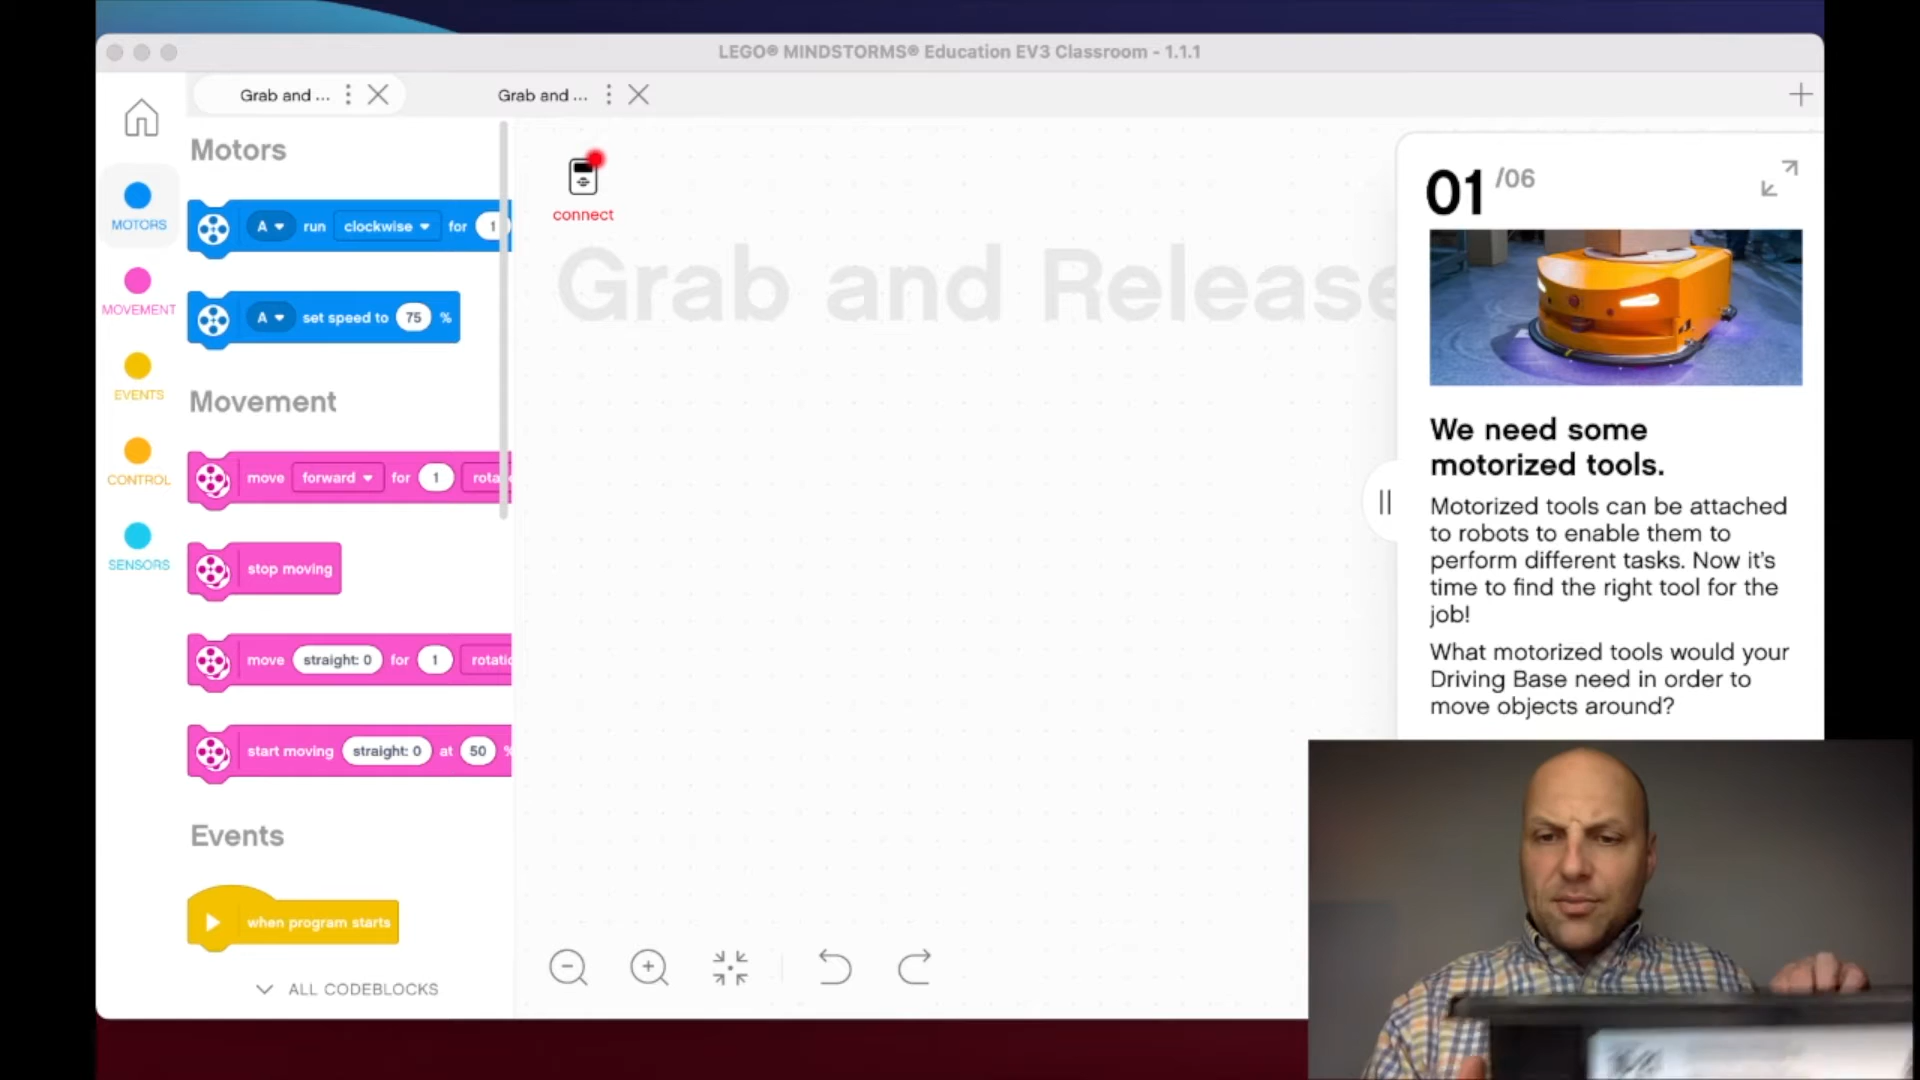 LEGO® MINDSTORMS® Education EV3 Classroom - 1.1.1
Grab and ...
Grab and ...
MOTORS
MOVEMENT
EVENTS
CONTROL
SENSORS
Motors
A run clockwise for 1
A set speed to 75 %
Movement
move forward for 1 rota
stop moving
move straight: 0 for 1 rotatic
start moving straight: 0 at 50 %
Events
when program starts
ALL CODEBLOCKS
connect
Grab and Release
01 /06
We need some
motorized tools.
Motorized tools can be attached
to robots to enable them to
perform different tasks. Now it's
time to find the right tool for the
job!
What motorized tools would your
Driving Base need in order to
move objects around?